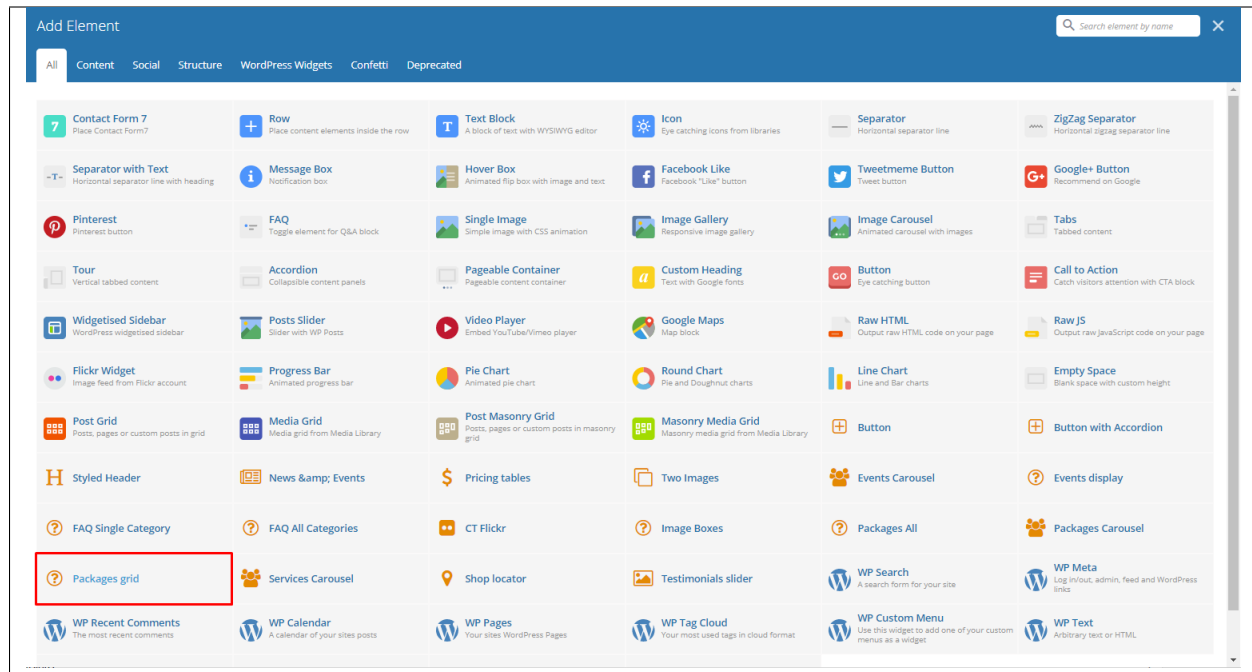 Add Element
Search element by name
All Content Social Structure WordPress Widgets Confetti Deprecated
Contact Form 7
Place Contact Form7
Row
Place content elements inside the row
Text Block
A block of text with WYSIWYG editor
Icon
Eye catching icons from libraries
Separator
Horizontal separator line
ZigZag Separator
Horizontal zigzag separator line
Separator with Text
Horizontal separator line with heading
Message Box
Notification box
Hover Box
Animated flip box with image and text
Facebook Like
Facebook "Like" button
Tweetmeme Button
Tweet button
Google+ Button
Recommend on Google
Pinterest
Pinterest button
FAQ
Toggle element for Q&A block
Single Image
Simple image with CSS animation
Image Gallery
Responsive image gallery
Image Carousel
Animated carousel with images
Tabs
Tabbed content
Tour
Vertical tabbed content
Accordion
Collapsible content panels
Pageable Container
Pageable content container
Custom Heading
Text with Google fonts
Button
Eye catching button
Call to Action
Catch visitors attention with CTA block
Widgetised Sidebar
WordPress widgetised sidebar
Posts Slider
Slider with WP Posts
Video Player
Embed YouTube/Vimeo player
Google Maps
Map block
Raw HTML
Output raw HTML code on your page
Raw JS
Output raw JavaScript code on your page
Flickr Widget
Image feed from Flickr account
Progress Bar
Animated progress bar
Pie Chart
Animated pie chart
Round Chart
Pie and Doughnut charts
Line Chart
Line and Bar charts
Empty Space
Blank space with custom height
Post Grid
Posts, pages or custom posts in grid
Media Grid
Media grid from Media Library
Post Masonry Grid
Posts, pages or custom posts in masonry
grid
Masonry Media Grid
Masonry media grid from Media Library
Button
Button with Accordion
Styled Header
News &amp; Events
Pricing tables
Two Images
Events Carousel
Events display
FAQ Single Category
FAQ All Categories
CT Flickr
Image Boxes
Packages All
Packages Carousel
Packages grid
Services Carousel
Shop locator
Testimonials slider
WP Search
A search form for your site
WP Meta
Log in/out, admin, feed and WordPress
links
WP Recent Comments
The most recent comments
WP Calendar
A calendar of your sites posts
WP Pages
Your sites WordPress Pages
WP Tag Cloud
Your most used tags in cloud format
WP Custom Menu
Use this widget to add one of your custom
menus as a widget
WP Text
Arbitrary text or HTML